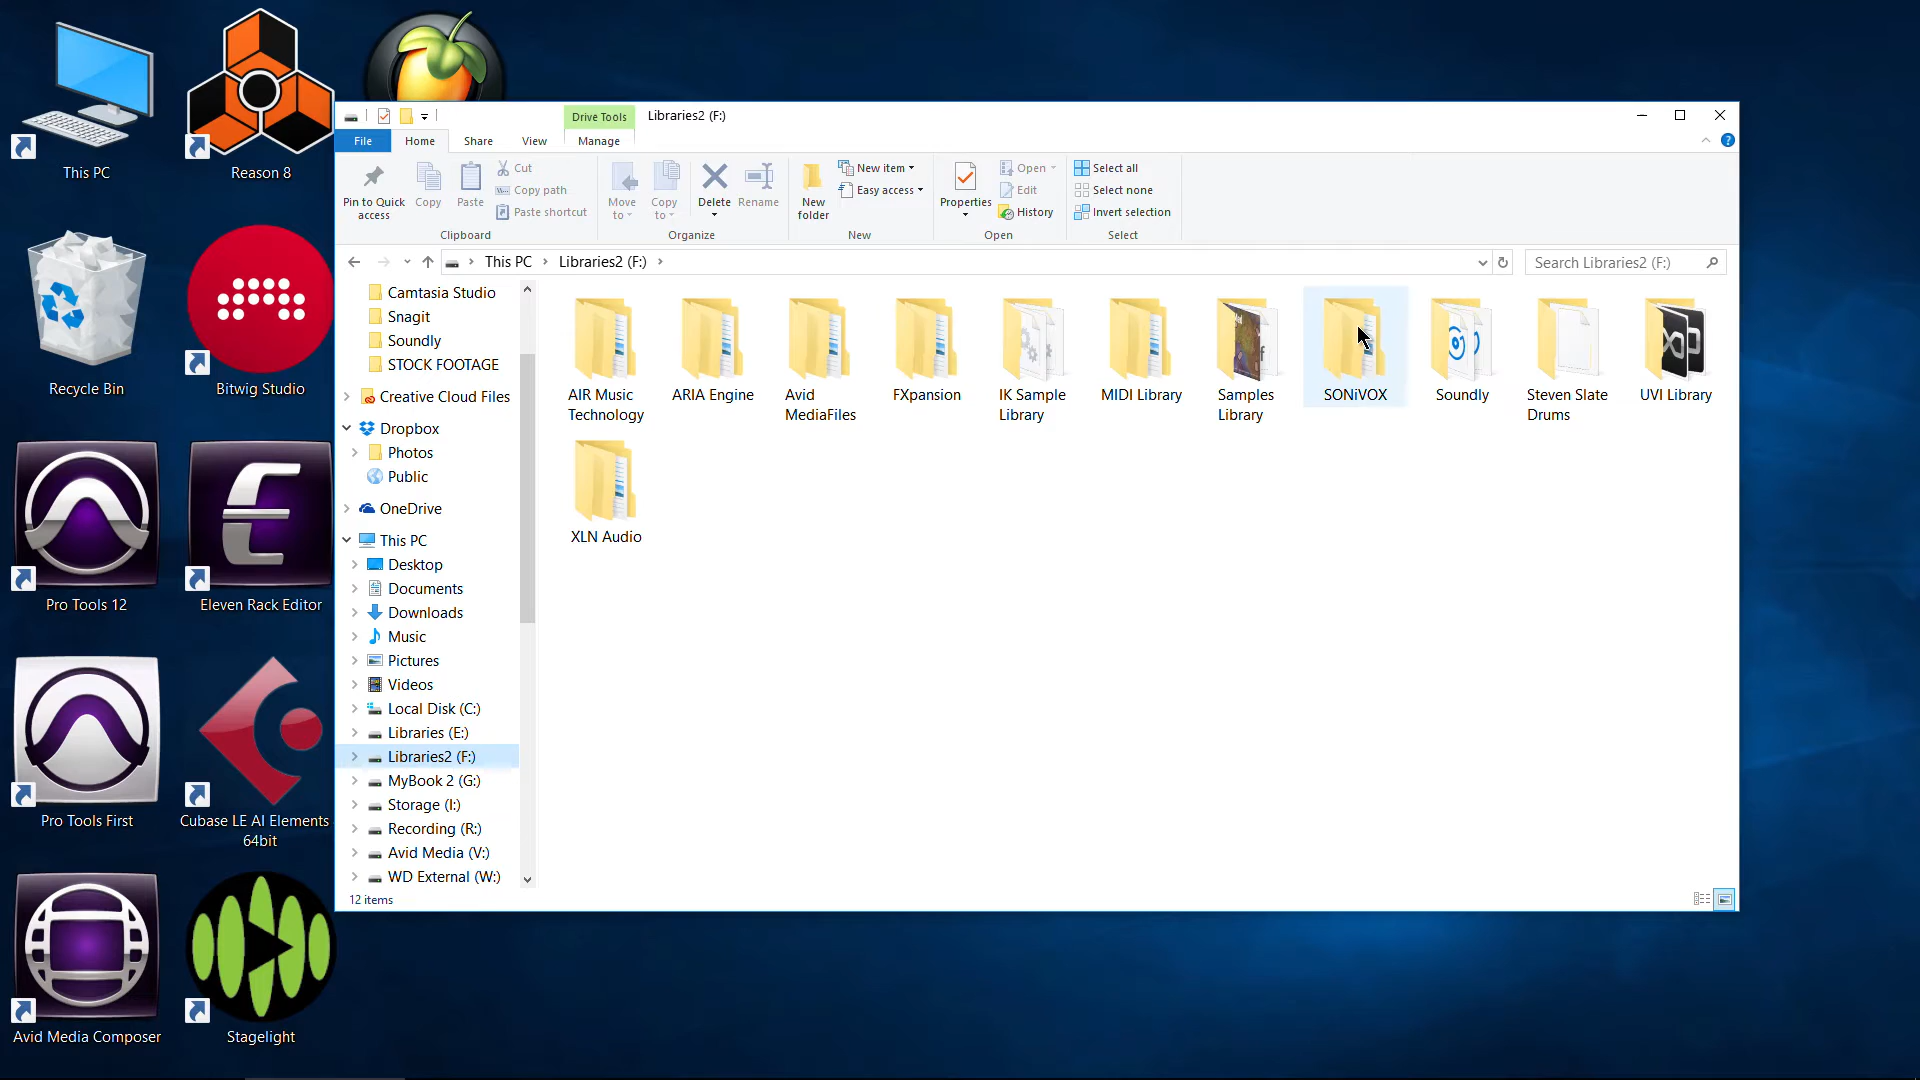 This PC
Reason 8
Recycle Bin
Bitwig Studio
Pro Tools 12
Eleven Rack Editor
Pro Tools First
Cubase LE AI Elements
64bit
Avid Media Composer
Stagelight
Drive Tools
Libraries2 (F:)
File
Home
Share
View
Manage
Pin to Quick
access
Copy
Paste
Cut
Copy path
Paste shortcut
Clipboard
Move
to
Copy
to
Delete
Rename
Organize
New
folder
New item
Easy access
New
Properties
Open
Edit
History
Open
Select all
Select none
Invert selection
Select
This PC
Libraries2 (F:)
Search Libraries2 (F:)
Camtasia Studio
Snagit
Soundly
STOCK FOOTAGE
Creative Cloud Files
Dropbox
Photos
Public
OneDrive
This PC
Desktop
Documents
Downloads
Music
Pictures
Videos
Local Disk (C:)
Libraries (E:)
Libraries2 (F:)
MyBook 2 (G:)
Storage (I:)
Recording (R:)
Avid Media (V:)
WD External (W:)
AIR Music
Technology
ARIA Engine
Avid
MediaFiles
FXpansion
IK Sample
Library
MIDI Library
Samples
Library
SONiVOX
Soundly
Steven Slate
Drums
UVI Library
XLN Audio
12 items